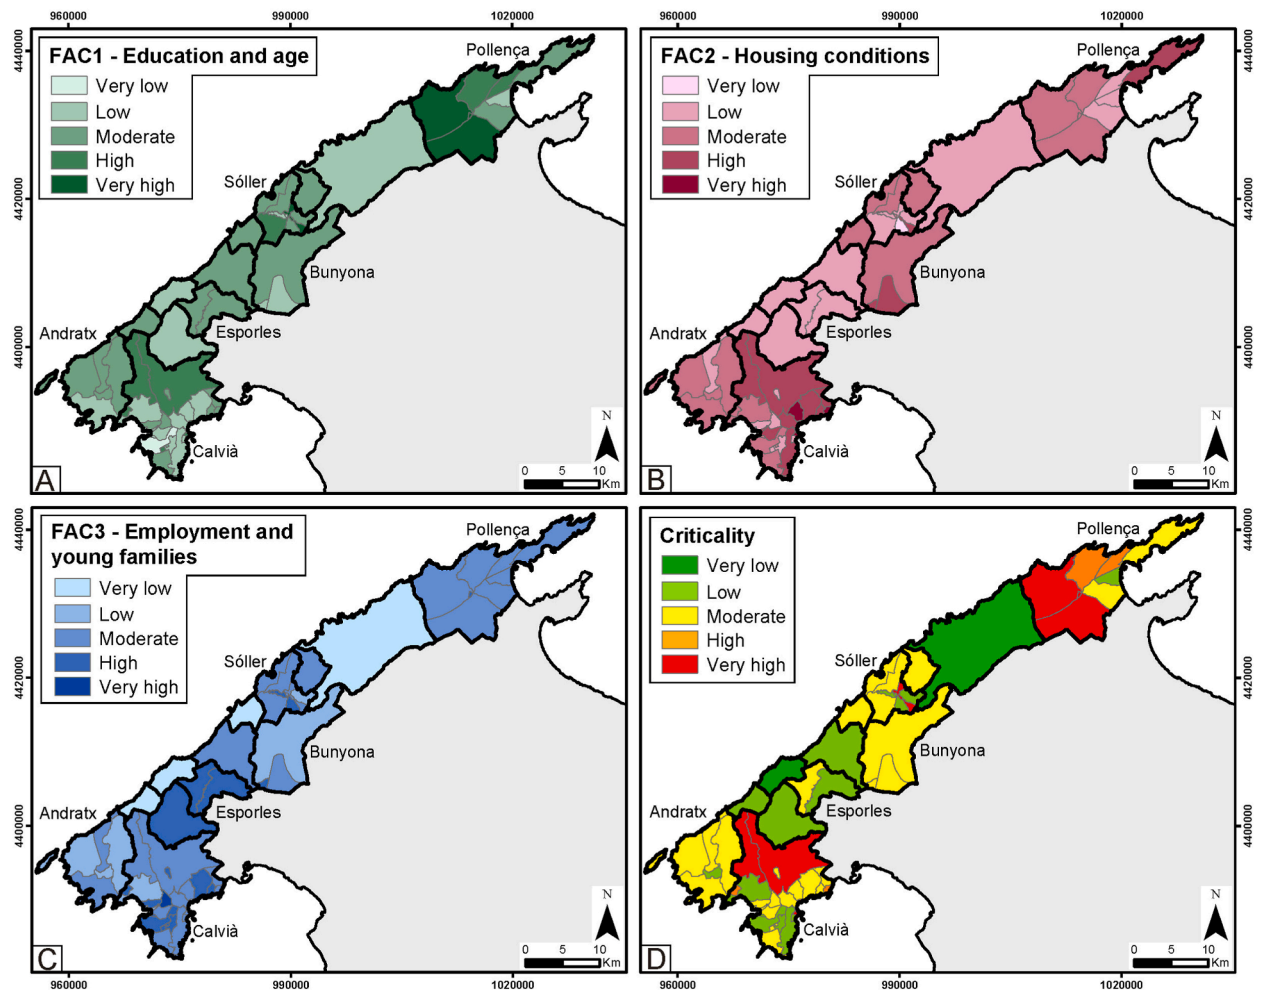 960000 990000 1020000
960000 990000 1020000
4440000
4420000
4400000
FAC1 - Education and age
Very low
Low
Moderate
High
Very high
Pollença
Sóller
Bunyona
Esporles
Andratx
Calvià
N
0 5 10
Km
A
FAC2 - Housing conditions
Very low
Low
Moderate
High
Very high
Pollença
Sóller
Bunyona
Esporles
Andratx
Calvià
N
0 5 10
Km
B
4440000
4420000
4400000
FAC3 - Employment and
young families
Very low
Low
Moderate
High
Very high
Pollença
Sóller
Bunyona
Esporles
Andratx
Calvià
N
0 5 10
Km
C
4440000
4420000
4400000
Criticality
Very low
Low
Moderate
High
Very high
Pollença
Sóller
Bunyona
Esporles
Andratx
Calvià
N
0 5 10
Km
D
4440000
4420000
4400000
960000 990000 1020000
960000 990000 1020000